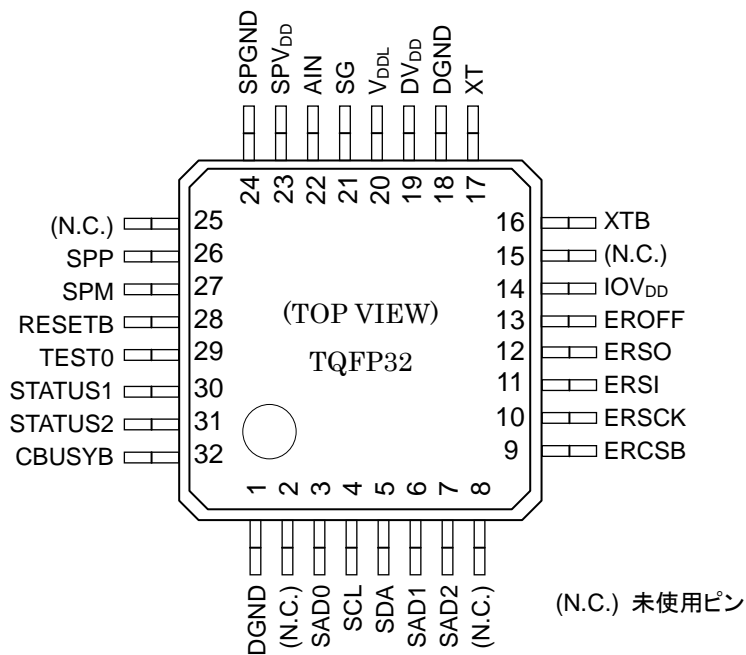 SPGND
SPVDD
AIN
SG
VDDL
DVDD
DGND
XT
24
23
22
21
20
19
18
17
(N.C.) 25
SPP 26
SPM 27
RESETB 28
TEST0 29
STATUS1 30
STATUS2 31
CBUSYB 32
(TOP VIEW)
TQFP32
16 XTB
15 (N.C.)
14 IOVDD
13 EROFF
12 ERSO
11 ERSI
10 ERSCK
9 ERCSB
1
2
3
4
5
6
7
8
DGND
(N.C.)
SAD0
SCL
SDA
SAD1
SAD2
(N.C.)
(N.C.) 未使用ピン